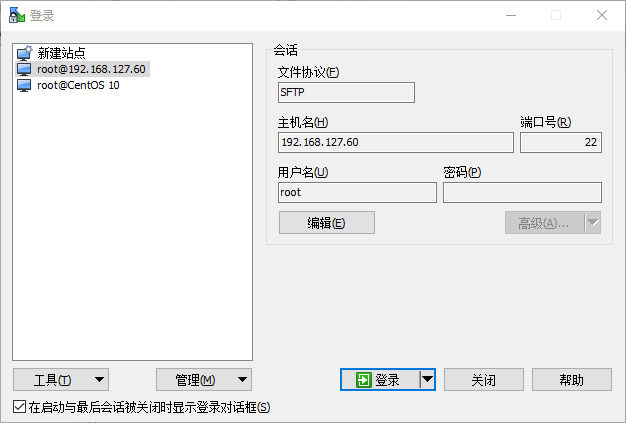 登录
新建站点
root@192.168.127.60
root@CentOS 10
会话
文件协议(F)
SFTP
主机名(H) 端口号(R)
192.168.127.60 22
用户名(U) 密码(P)
root
编辑(E) 高级(A)...
工具(T) 管理(M) 登录 关闭 帮助
在启动与最后会话被关闭时显示登录对话框(S)